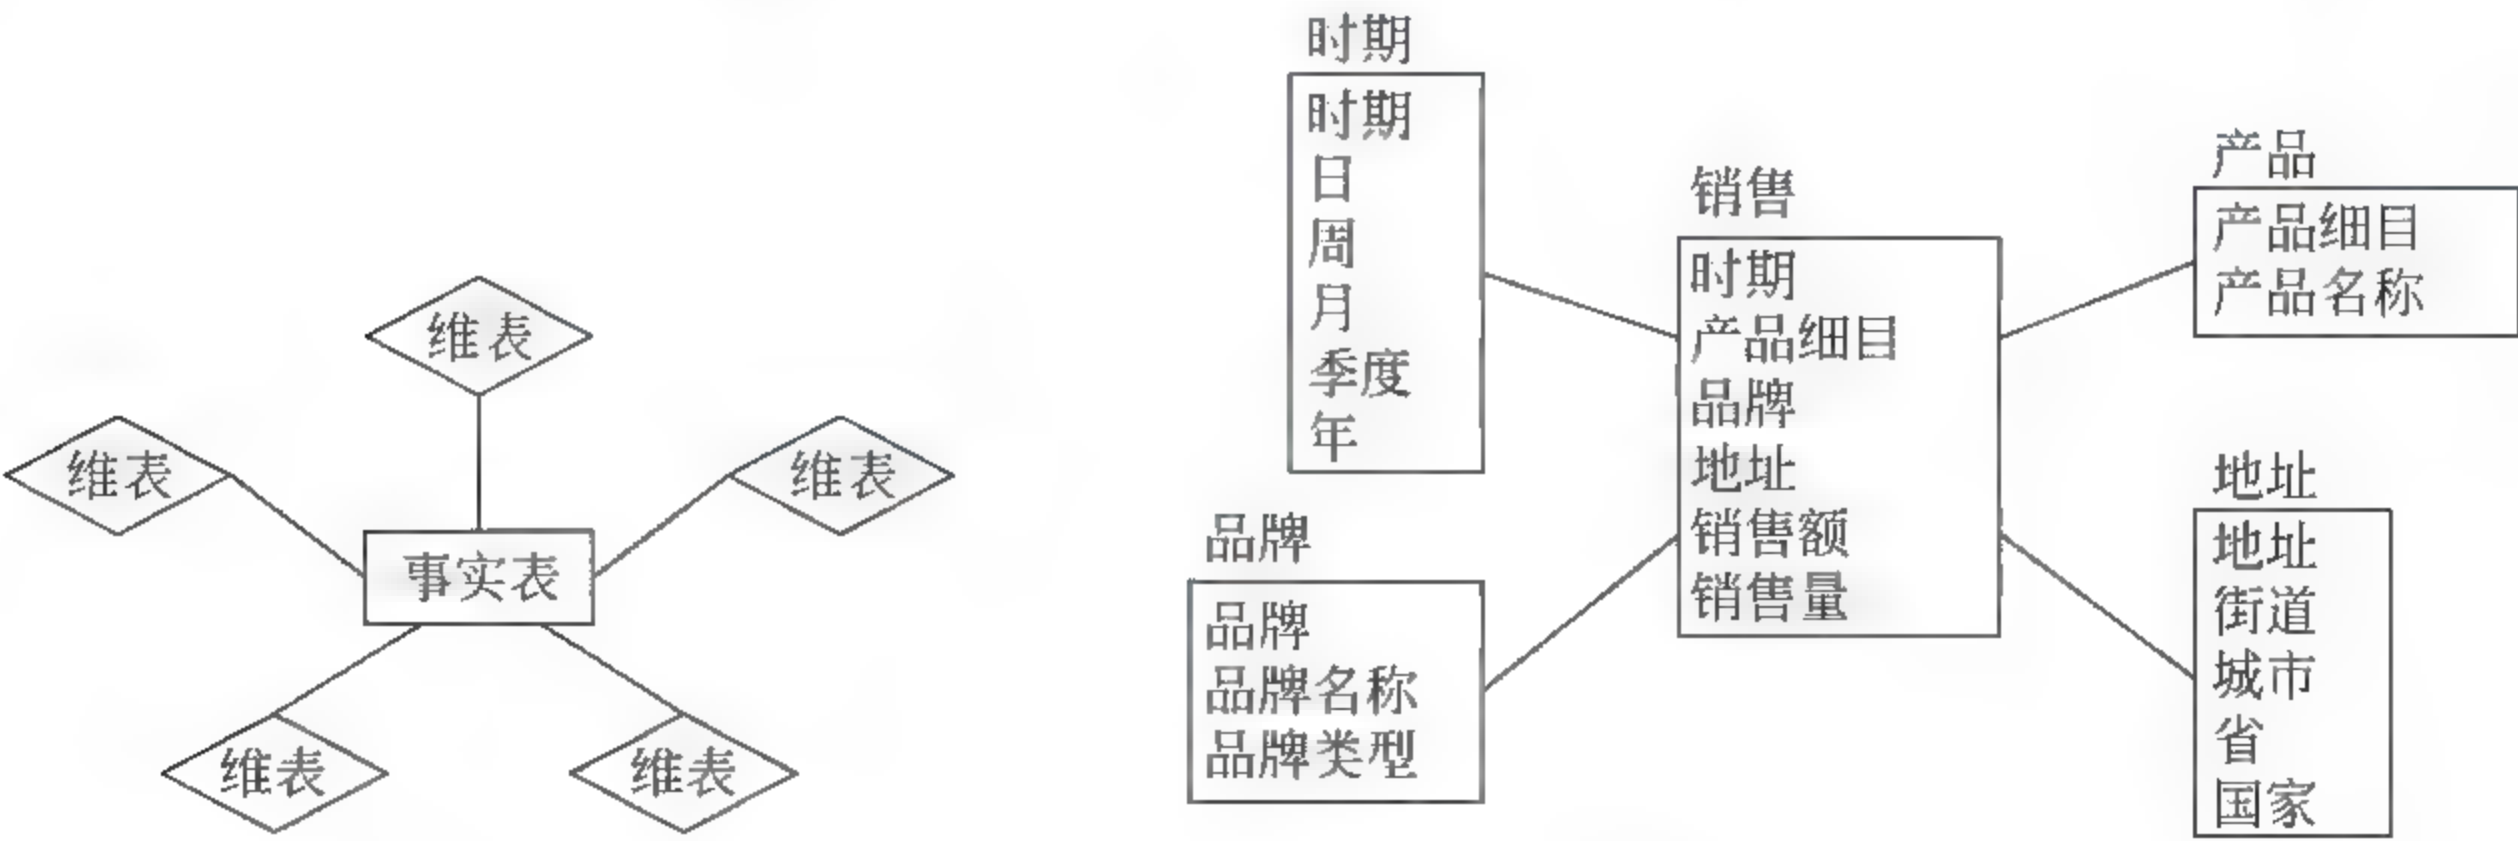 维表
维表
维表
事实表
维表
维表
时期
时期
日
周
月
季度
年
品牌
品牌
品牌名称
品牌类型
销售
时期
产品细目
品牌
地址
销售额
销售量
产品
产品细目
产品名称
地址
地址
街道
城市
省
国家